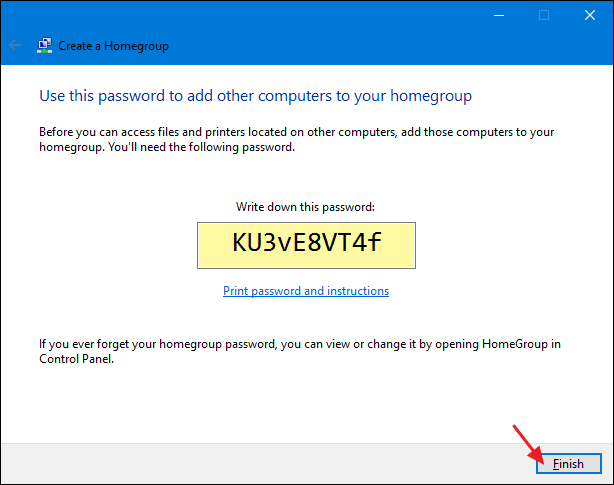 Create a Homegroup
Use this password to add other computers to your homegroup
Before you can access files and printers located on other computers, add those computers to your
homegroup. You'll need the following password.
Write down this password:
KU3vE8VT4f
Print password and instructions
If you ever forget your homegroup password, you can view or change it by opening HomeGroup in
Control Panel.
Finish